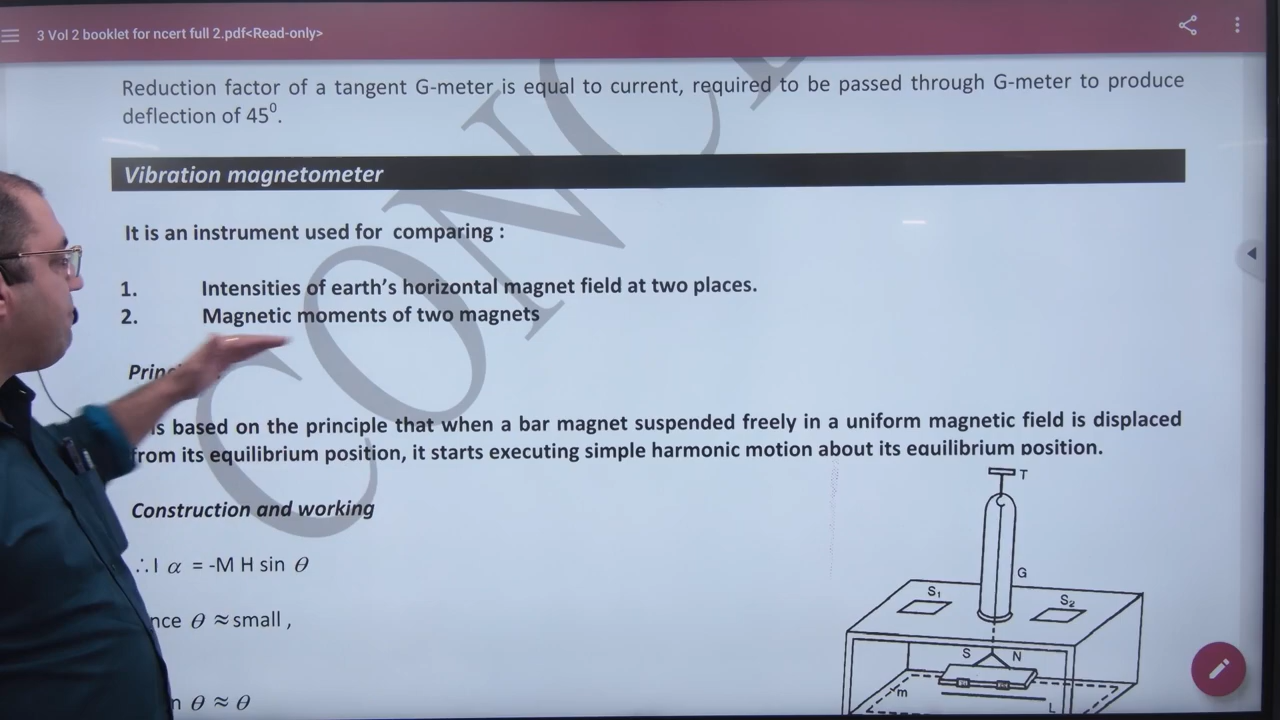 3 Vol 2 booklet for ncert full 2.pdf<Read-only>
Reduction factor of a tangent G-meter is equal to current, required to be passed through G-meter to produce
deflection of 45⁰.
Vibration magnetometer
It is an instrument used for comparing :
1. Intensities of earth's horizontal magnet field at two places.
2. Magnetic moments of two magnets
Prin
is based on the principle that when a bar magnet suspended freely in a uniform magnetic field is displaced
from its equilibrium position, it starts executing simple harmonic motion about its equilibrium position.
Construction and working
∴I α = -M H sin θ
nce θ ≈ small ,
n θ ≈ θ
T
G
S₁
S₂
S N
m
L
CONC